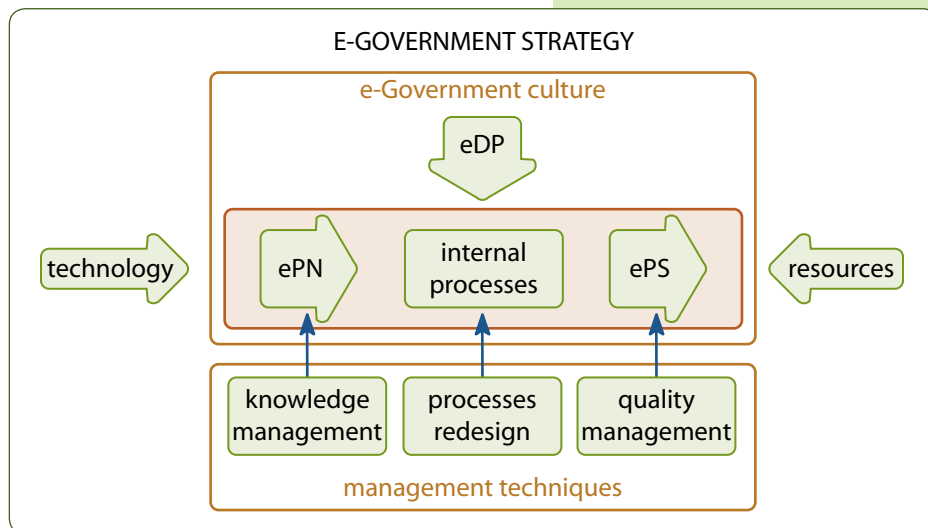 E-GOVERNMENT STRATEGY
e-Government culture
eDP
technology
ePN
internal
processes
ePS
resources
knowledge
management
processes
redesign
quality
management
management techniques